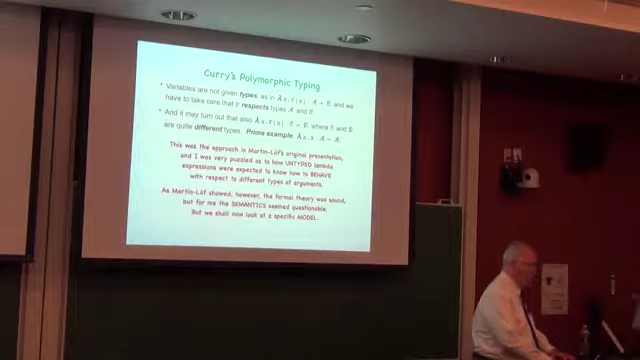 Curry's Polymorphic Typing
• Variables are not given types, as in λx.F(x) : A → B, and we
have to take care that F respects types A and B.
• And it may turn out that also λx.F(x) : C → D, where C and D
are quite different types. Prime example, λx.x : A → A.
This was the approach in Martin-Löf's original presentation,
and I was very puzzled as to how UNTYPED lambda
expressions were expected to know how to BEHAVE
with respect to different types of arguments.
As Martin-Löf showed, however, the formal theory was sound,
but for me the SEMANTICS seemed questionable.
But we shall now look at a specific MODEL.